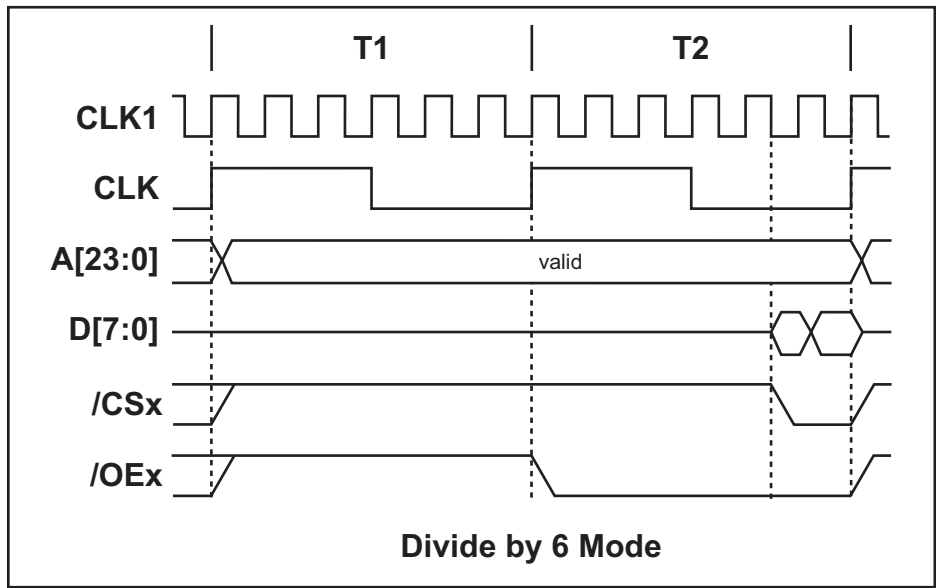 T1 T2
CLK1
CLK
A[23:0] valid
D[7:0]
/CSx
/OEx
Divide by 6 Mode